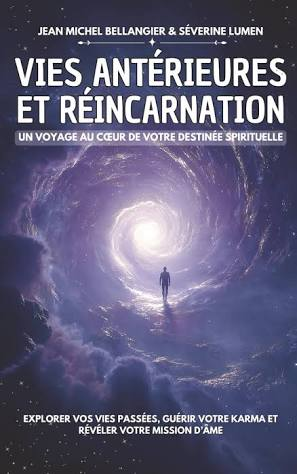 JEAN MICHEL BELLANGIER & SÉVERINE LUMEN
VIES ANTÉRIEURES
ET RÉINCARNATION
UN VOYAGE AU CŒUR DE VOTRE DESTINÉE SPIRITUELLE
EXPLORER VOS VIES PASSÉES, GUÉRIR VOTRE KARMA ET
RÉVÉLER VOTRE MISSION D'ÂME